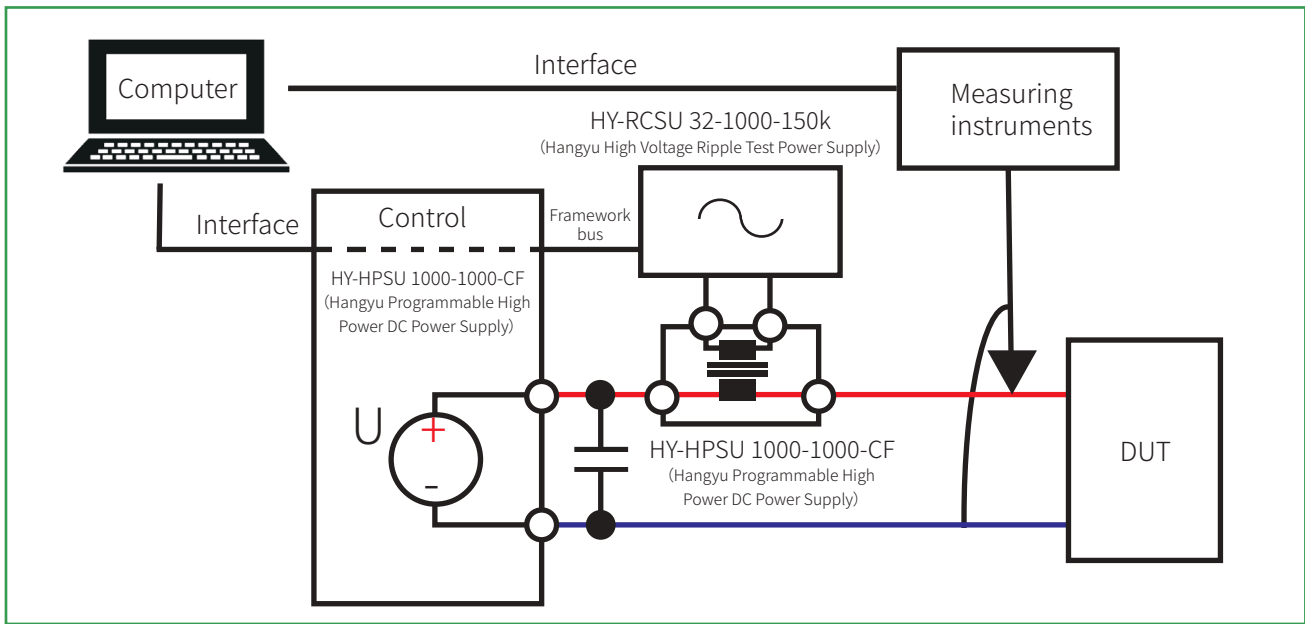 Computer
Interface
Measuring
instruments
HY-RCSU 32-1000-150k
（Hangyu High Voltage Ripple Test Power Supply）
Interface
Control
Framework
bus
HY-HPSU 1000-1000-CF
（Hangyu Programmable High
Power DC Power Supply）
U
+
-
HY-HPSU 1000-1000-CF
（Hangyu Programmable High
Power DC Power Supply）
DUT